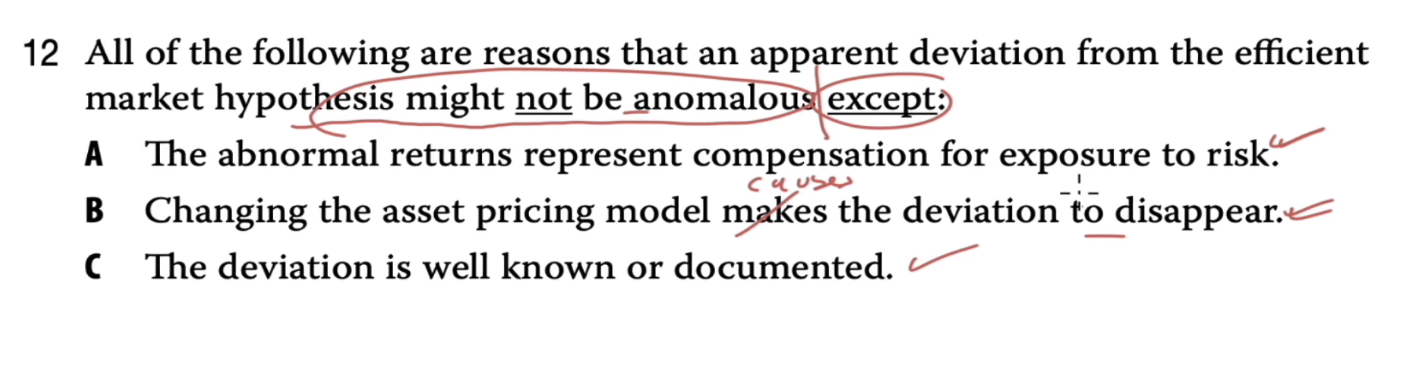 12 All of the following are reasons that an apparent deviation from the efficient
market hypothesis might not be anomalous except:
A The abnormal returns represent compensation for exposure to risk.
causes
B Changing the asset pricing model makes the deviation to disappear.
C The deviation is well known or documented.